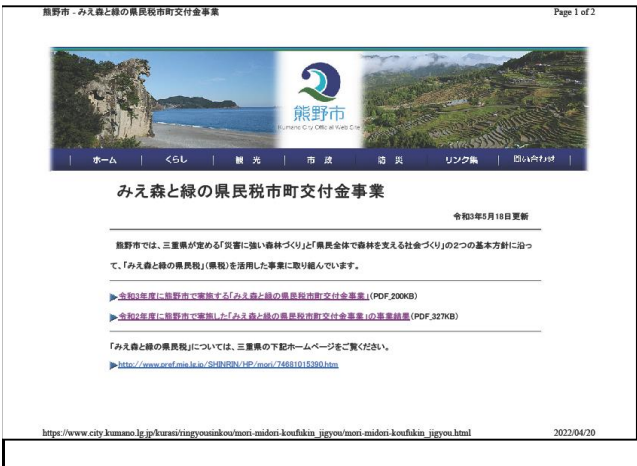 熊野市 - みえ森と緑の県民税市町交付金事業 Page 1 of 2
熊野市
Kumano City Official Web Site
ホーム | くらし | 観光 | 市政 | 防災 | リンク集 | 問い合わせ |
みえ森と緑の県民税市町交付金事業
令和3年5月18日更新
熊野市では、三重県が定める「災害に強い森林づくり」と「県民全体で森林を支える社会づくり」の2つの基本方針に沿っ
て、「みえ森と緑の県民税」(県税)を活用した事業に取り組んでいます。
▶令和3年度に熊野市で実施する「みえ森と緑の県民税市町交付金事業」(PDF_200KB)
▶令和2年度に熊野市で実施した「みえ森と緑の県民税市町交付金事業」の事業結果(PDF_327KB)
「みえ森と緑の県民税」については、三重県の下記ホームページをご覧ください。
▶http://www.pref.mie.lg.jp/SHINRIN/HP/mori/74681015390.htm
https://www.city.kumano.lg.jp/kurasi/ringyousinkou/mori-midori-koufukin_jigyou/mori-midori-koufukin_jigyou.html 2022/04/20